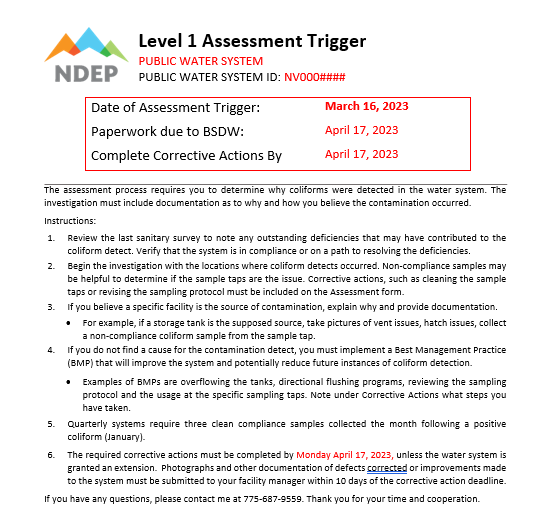 NDEP
Level 1 Assessment Trigger
PUBLIC WATER SYSTEM
PUBLIC WATER SYSTEM ID: NV000####
Date of Assessment Trigger: March 16, 2023
Paperwork due to BSDW: April 17, 2023
Complete Corrective Actions By April 17, 2023
The assessment process requires you to determine why coliforms were detected in the water system. The
investigation must include documentation as to why and how you believe the contamination occurred.
Instructions:
1. Review the last sanitary survey to note any outstanding deficiencies that may have contributed to the
coliform detect. Verify that the system is in compliance or on a path to resolving the deficiencies.
2. Begin the investigation with the locations where coliform detects occurred. Non-compliance samples may
be helpful to determine if the sample taps are the issue. Corrective actions, such as cleaning the sample
taps or revising the sampling protocol must be included on the Assessment form.
3. If you believe a specific facility is the source of contamination, explain why and provide documentation.
• For example, if a storage tank is the supposed source, take pictures of vent issues, hatch issues, collect
a non-compliance coliform sample from the sample tap.
4. If you do not find a cause for the contamination detect, you must implement a Best Management Practice
(BMP) that will improve the system and potentially reduce future instances of coliform detection.
• Examples of BMPs are overflowing the tanks, directional flushing programs, reviewing the sampling
protocol and the usage at the specific sampling taps. Note under Corrective Actions what steps you
have taken.
5. Quarterly systems require three clean compliance samples collected the month following a positive
coliform (January).
6. The required corrective actions must be completed by Monday April 17, 2023, unless the water system is
granted an extension. Photographs and other documentation of defects corrected or improvements made
to the system must be submitted to your facility manager within 10 days of the corrective action deadline.
If you have any questions, please contact me at 775-687-9559. Thank you for your time and cooperation.